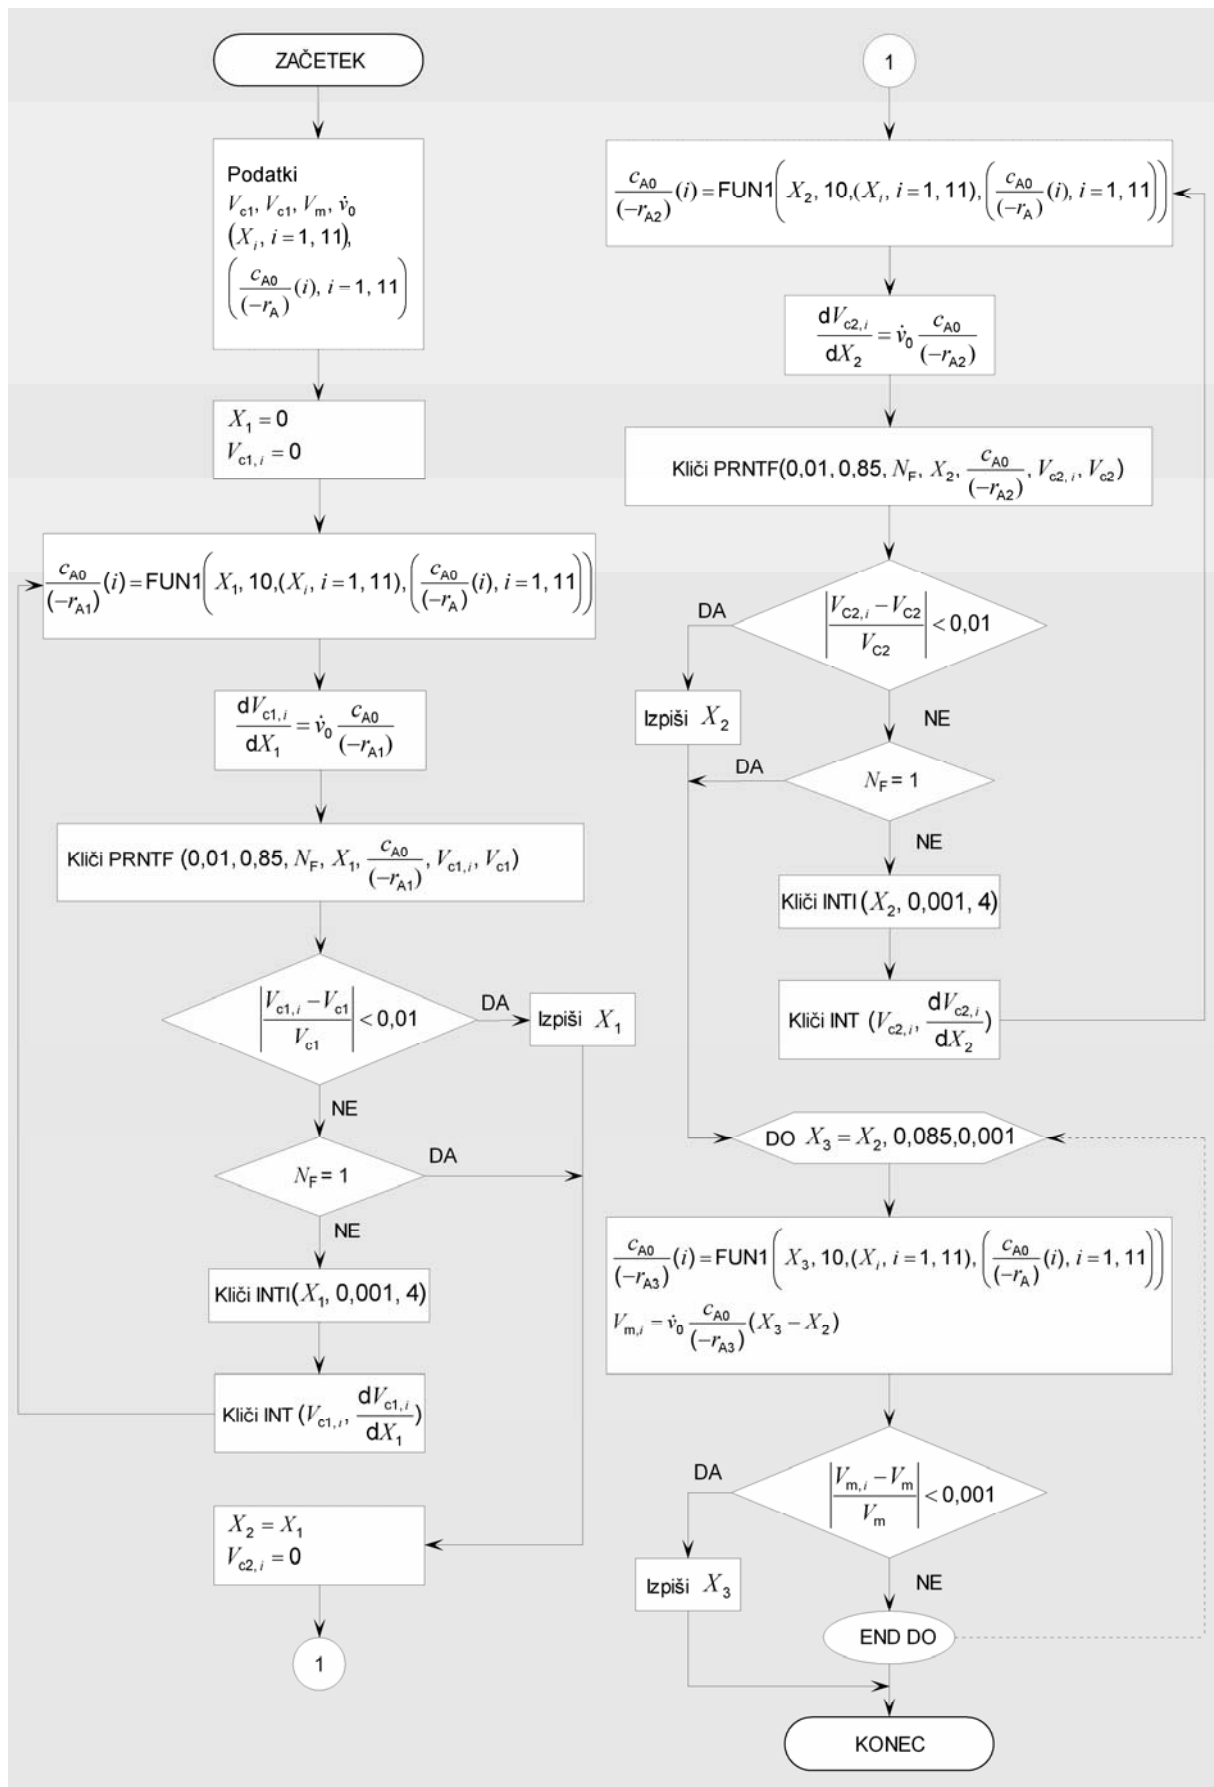 ZAČETEK
Podatki
V_c1, V_c1, V_m, v̇_0
(X_i, i = 1, 11),
(c_A0/(−r_A) (i), i = 1, 11)
X_1 = 0
V_c1,i = 0
c_A0/(−r_A1) (i) = FUN1(X_1, 10,(X_i, i = 1, 11), (c_A0/(−r_A) (i), i = 1, 11))
dV_c1,i/dX_1 = v̇_0 c_A0/(−r_A1)
Kliči PRNTF (0,01, 0,85, N_F, X_1, c_A0/(−r_A1), V_c1,i, V_c1)
|(V_c1,i − V_c1)/V_c1| < 0,01
DA
Izpiši X_1
NE
N_F = 1
DA
NE
Kliči INTI(X_1, 0,001, 4)
Kliči INT (V_c1,i, dV_c1,i/dX_1)
X_2 = X_1
V_c2,i = 0
1
1
c_A0/(−r_A2) (i) = FUN1(X_2, 10,(X_i, i = 1, 11), (c_A0/(−r_A) (i), i = 1, 11))
dV_c2,i/dX_2 = v̇_0 c_A0/(−r_A2)
Kliči PRNTF(0,01, 0,85, N_F, X_2, c_A0/(−r_A2), V_c2,i, V_c2)
|(V_C2,i − V_C2)/V_C2| < 0,01
DA
Izpiši X_2
NE
N_F = 1
DA
NE
Kliči INTI (X_2, 0,001, 4)
Kliči INT (V_c2,i, dV_c2,i/dX_2)
DO X_3 = X_2, 0,085,0,001
c_A0/(−r_A3) (i) = FUN1(X_3, 10,(X_i, i = 1, 11), (c_A0/(−r_A) (i), i = 1, 11))
V_m,i = v̇_0 c_A0/(−r_A3) (X_3 − X_2)
|(V_m,i − V_m)/V_m| < 0,001
DA
Izpiši X_3
NE
END DO
KONEC